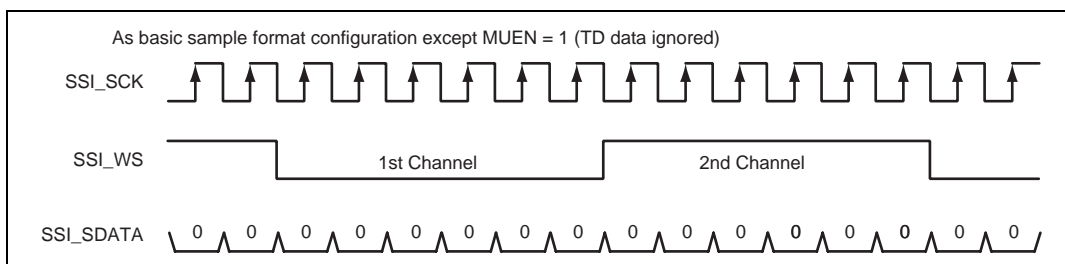 As basic sample format configuration except MUEN = 1 (TD data ignored)
SSI_SCK
SSI_WS
1st Channel
2nd Channel
SSI_SDATA
0 0 0 0 0 0 0 0 0 0 0 0 0 0 0 0